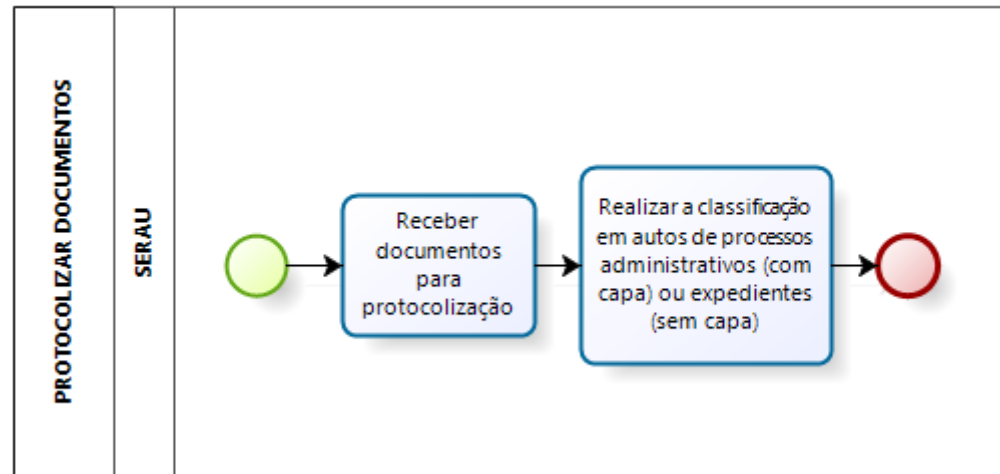 PROTOCOLIZAR DOCUMENTOS
SERAU
Receber
documentos
para
protocolização
Realizar a classificação
em autos de processos
administrativos (com
capa) ou expedientes
(sem capa)